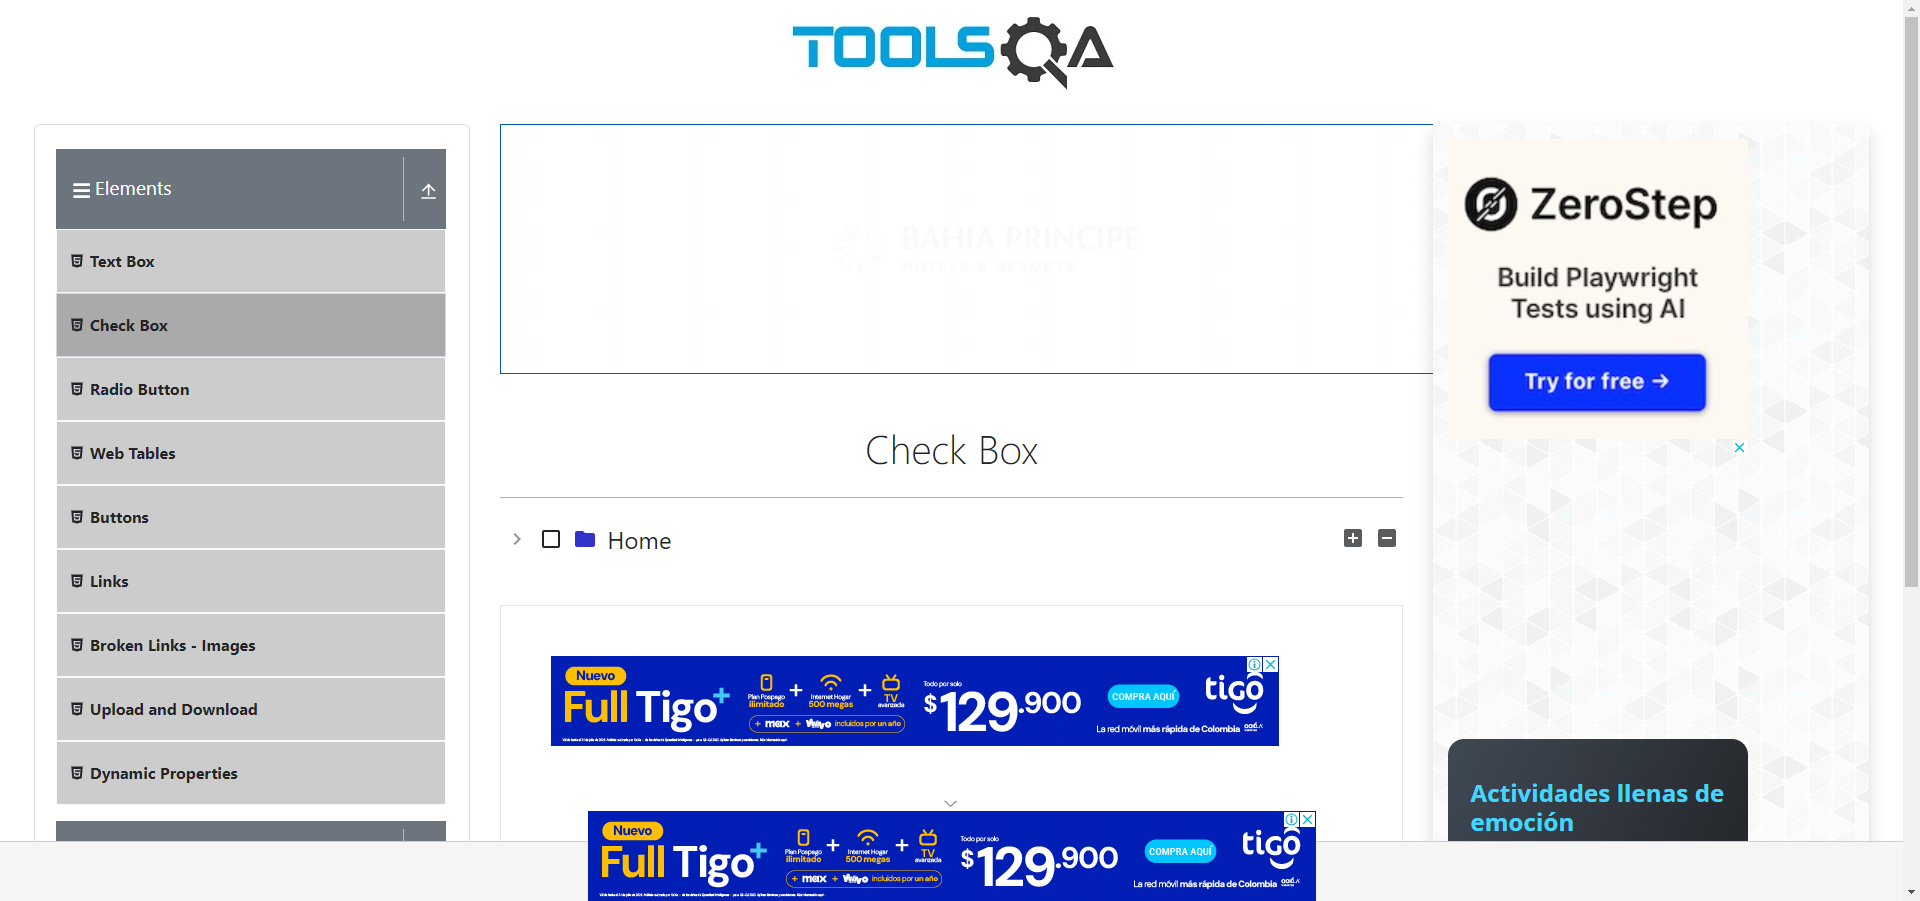 TOOLSQA
Elements
Text Box
Check Box
Radio Button
Web Tables
Buttons
Links
Broken Links - Images
Upload and Download
Dynamic Properties
BAHIA PRINCIPE
HOTELS & RESORTS
Check Box
Home
Nuevo
Full Tigo+
Plan Pospago
ilimitado
+
Internet Hogar
500 megas
+
TV
avanzada
+ max + Wplay incluidos por un año
Todo por solo
$129.900
COMPRA AQUÍ
tigo
La red móvil más rápida de Colombia
Nuevo
Full Tigo+
Plan Pospago
ilimitado
+
Internet Hogar
500 megas
+
TV
avanzada
+ max + Wplay incluidos por un año
Todo por solo
$129.900
COMPRA AQUÍ
tigo
La red móvil más rápida de Colombia
ZeroStep
Build Playwright
Tests using AI
Try for free →
Actividades llenas de
emoción